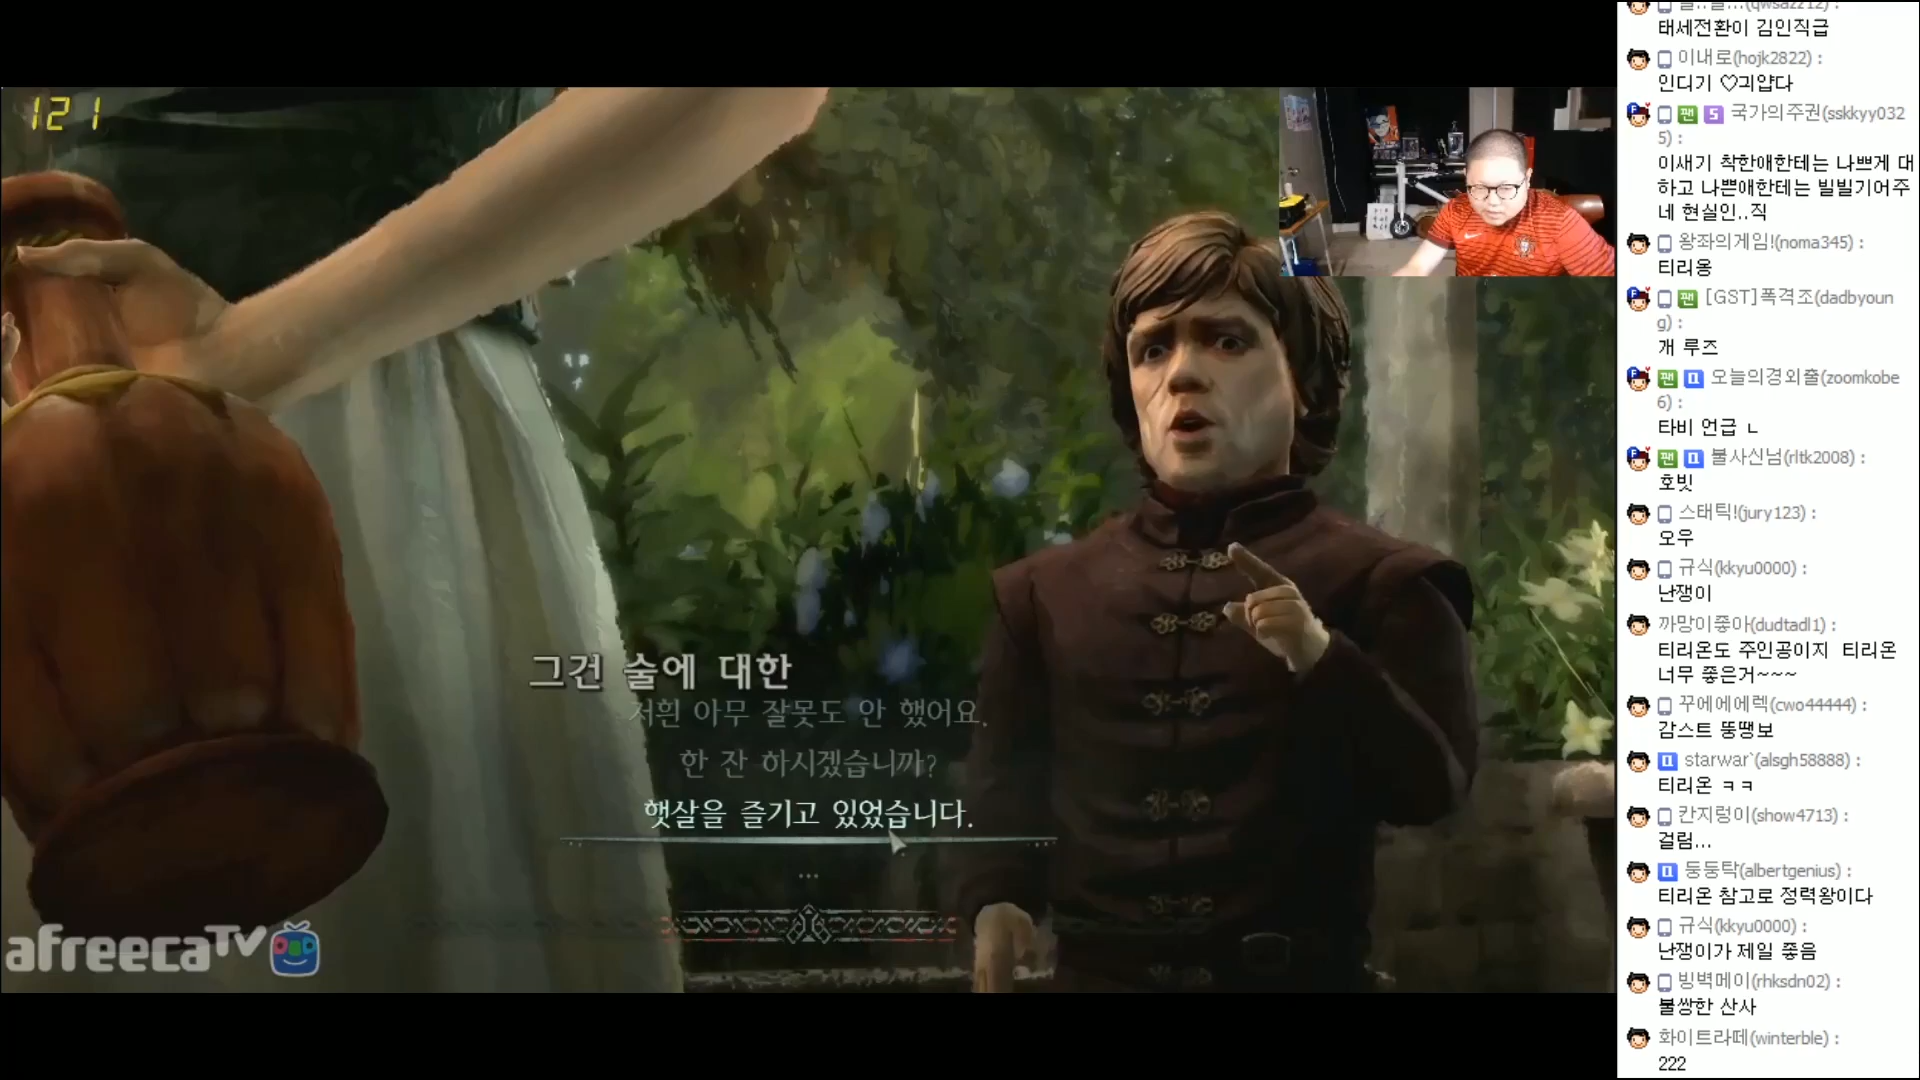 121
그건 술에 대한
저흰 아무 잘못도 안 했어요.
한 잔 하시겠습니까?
햇살을 즐기고 있었습니다.
...
afreecaTV
태세전환이 김인직급
이내로(hojk2822) :
인디기 ♡괴얍다
팬 S 국가의주권(sskkyy032
5) :
이새기 착한애한테는 나쁘게 대
하고 나쁜애한테는 빌빌기어주
네 현실인..직
왕좌의게임!(noma345) :
티리옹
팬 [GST]폭격조(dadbyoun
g) :
개 루즈
팬 오늘의경외출(zoomkobe
6) :
타비 언급 ㄴ
팬 불사신넘(rltk2008) :
호빗
스태틱!(jury123) :
오우
규식(kkyu0000) :
난쟁이
까망이죻아(dudtadl1) :
티리온도 주인공이지 티리온
너무 좋은거~~~
꾸에에에렉(cwo44444) :
감스트 뚱땡보
starwar`(alsgh58888) :
티리온 ㅋㅋ
칸지렁이(show4713) :
걸림...
둥둥탁(albertgenius) :
티리온 참고로 정력왕이다
규식(kkyu0000) :
난쟁이가 제일 좋음
빙벽메이(rhksdn02) :
불쌍한 산사
화이트라떼(winterble) :
222